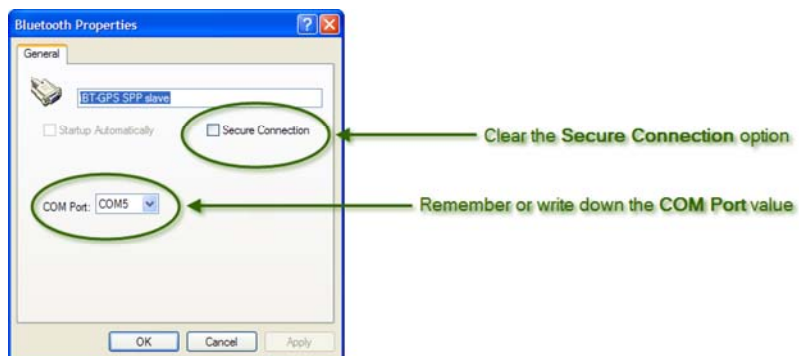 Bluetooth Properties
General
BT-GPS SPP slave
Startup Automatically
Secure Connection
Clear the Secure Connection option
COM Port: COM5
Remember or write down the COM Port value
OK Cancel Apply